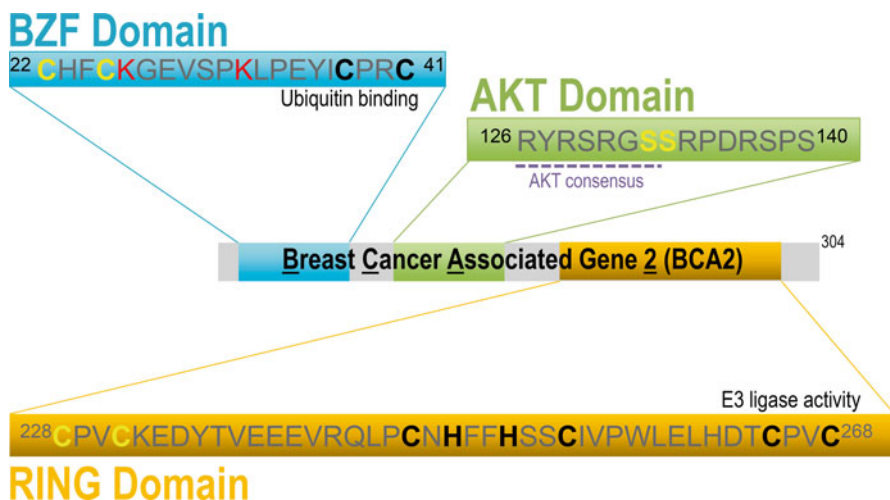 BZF Domain
22 CHFCKGEVSPKLPEYICPRC 41
Ubiquitin binding
AKT Domain
126 RYRSRGSSRPDRSPS 140
AKT consensus
Breast Cancer Associated Gene 2 (BCA2)
304
E3 ligase activity
228 CPVCKEDYTVEEEVRQLPCNHFFHSSCIVPWLELHDTCPVC 268
RING Domain